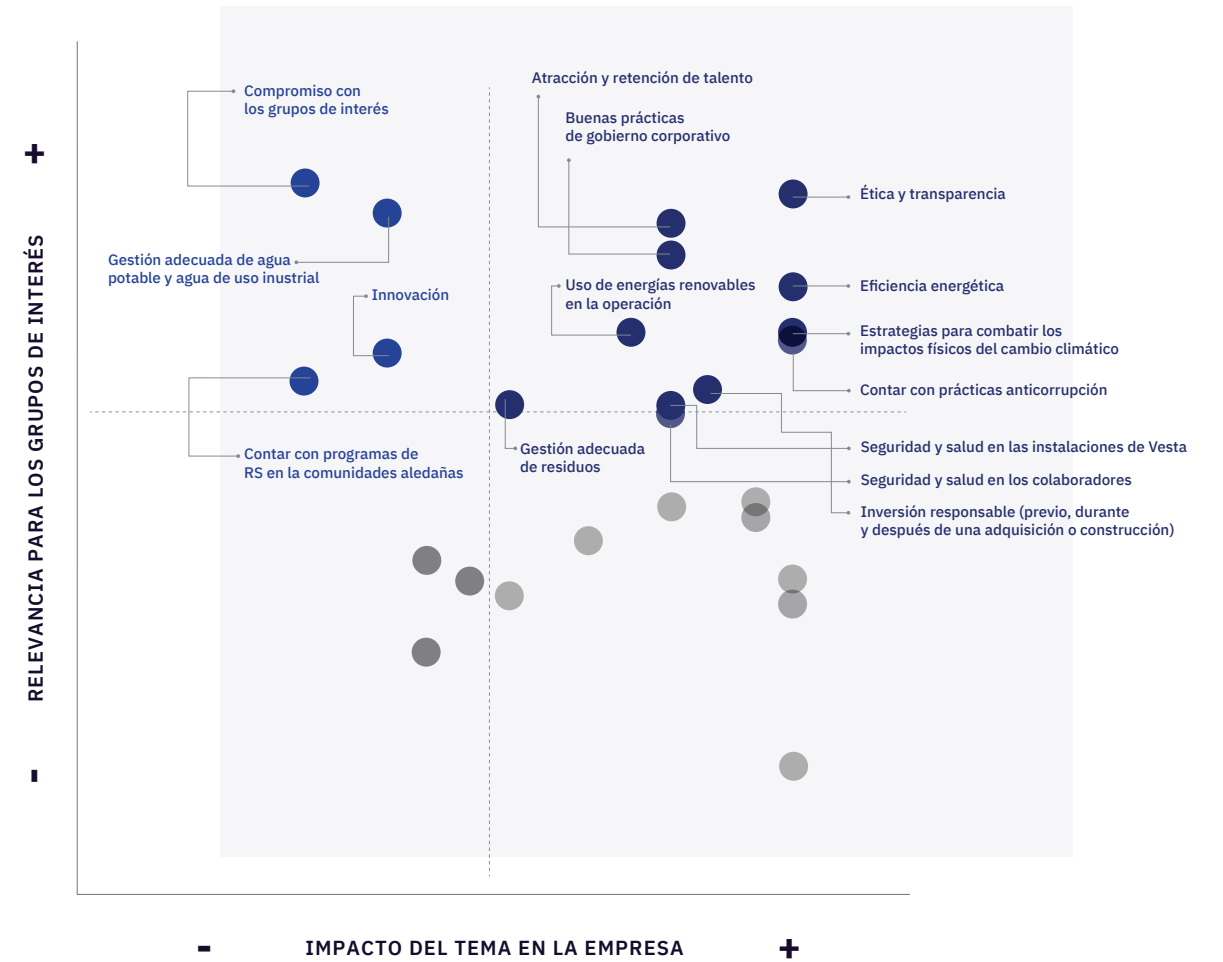 Compromiso con
los grupos de interés
Atracción y retención de talento
Buenas prácticas
de gobierno corporativo
Ética y transparencia
Gestión adecuada de agua
potable y agua de uso inustrial
Innovación
Uso de energías renovables
en la operación
Eficiencia energética
Estrategias para combatir los
impactos físicos del cambio climático
Contar con prácticas anticorrupción
Contar con programas de
RS en la comunidades aledañas
Gestión adecuada
de residuos
Seguridad y salud en las instalaciones de Vesta
Seguridad y salud en los colaboradores
Inversión responsable (previo, durante
y después de una adquisición o construcción)
+
RELEVANCIA PARA LOS GRUPOS DE INTERÉS
-
-
IMPACTO DEL TEMA EN LA EMPRESA
+